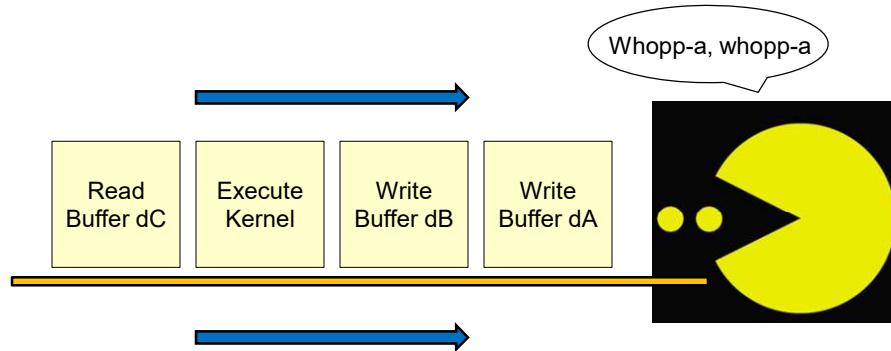 Whopp-a, whopp-a
Read
Buffer dC
Execute
Kernel
Write
Buffer dB
Write
Buffer dA